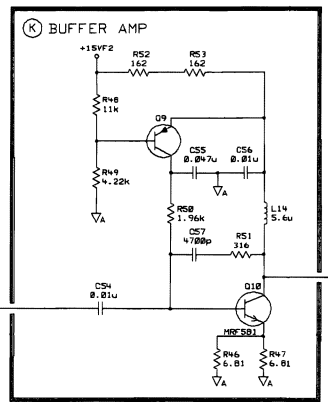 K BUFFER AMP
+15VF2
R52
162
R53
162
R48
11k
Q9
C55
0.047u
C56
0.01u
R49
4.22k
A
A
R50
1.96k
L14
5.6u
C57
4700p
R51
316
C54
0.01u
Q10
MRF581
R46
6.81
R47
6.81
A
A